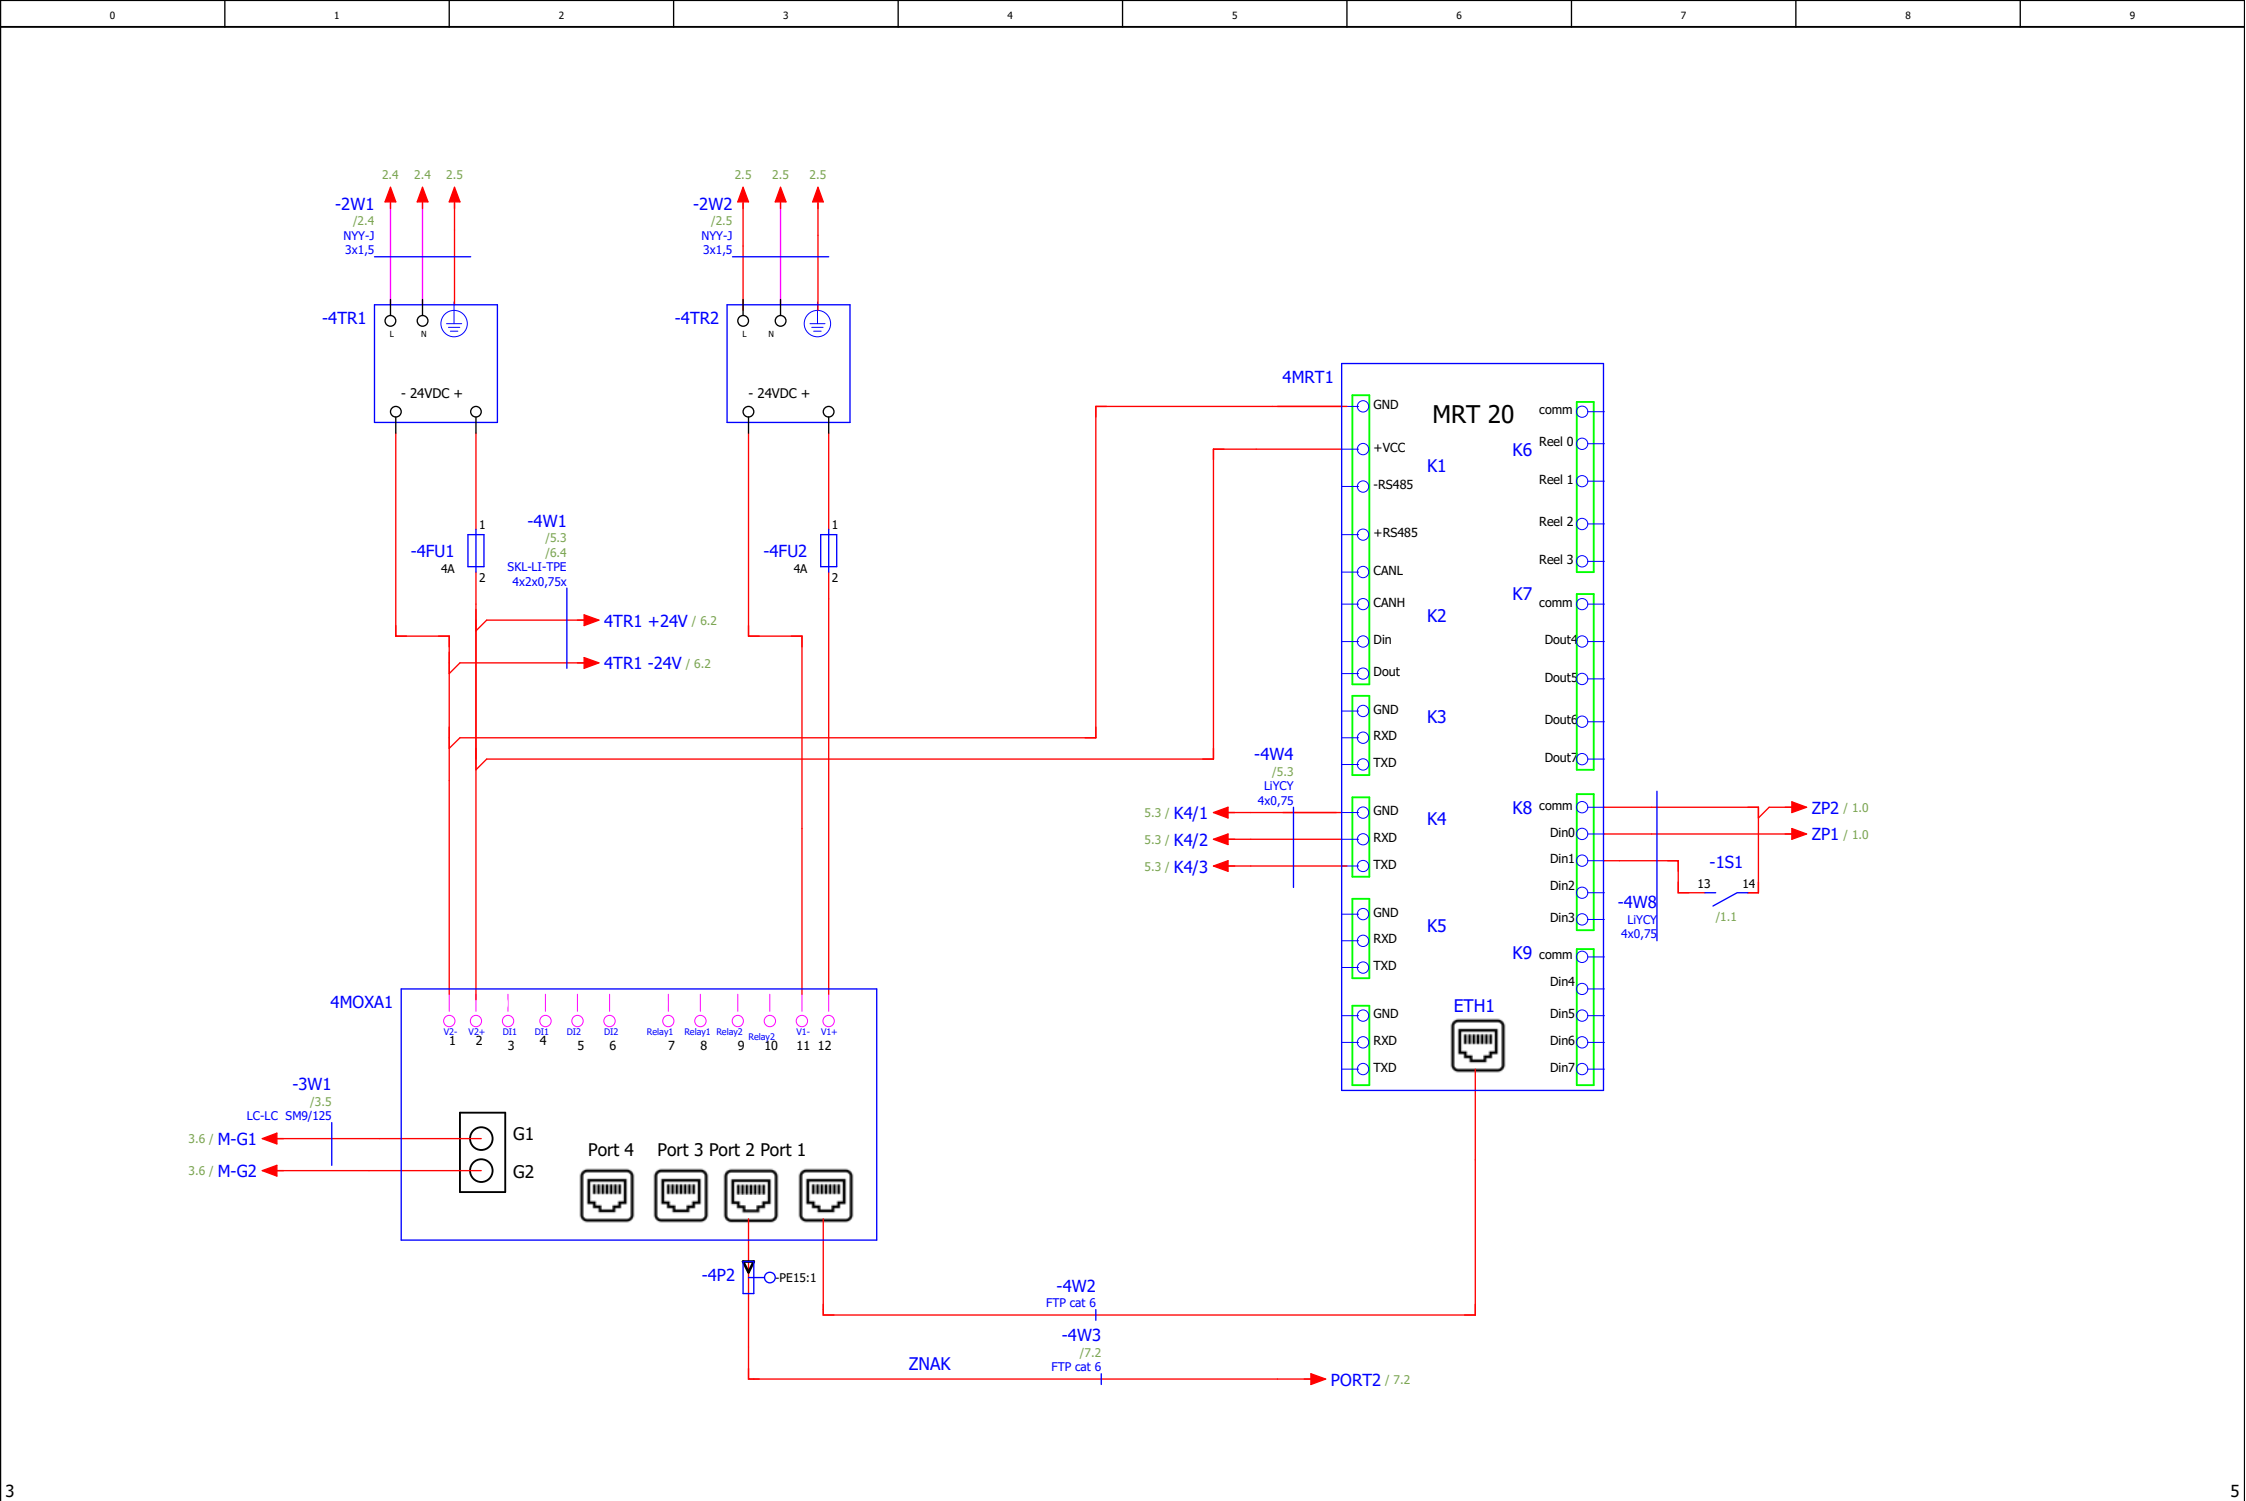 0 1 2 3 4 5 6 7 8 9
2.4 2.4 2.5
-2W1
/2.4
NYY-J
3x1,5
2.5 2.5 2.5
-2W2
/2.5
NYY-J
3x1,5
-4TR1
L N
- 24VDC +
-4TR2
L N
- 24VDC +
-4FU1
4A
1
2
-4W1
/5.3
/6.4
SKL-LI-TPE
4x2x0,75x
4TR1 +24V / 6.2
4TR1 -24V / 6.2
-4FU2
4A
1
2
4MRT1
MRT 20
GND
+VCC
K1
-RS485
+RS485
CANL
CANH
K2
Din
Dout
GND
K3
RXD
TXD
-4W4
/5.3
LiYCY
4x0,75
5.3 / K4/1
5.3 / K4/2
5.3 / K4/3
GND
K4
RXD
TXD
GND
K5
RXD
TXD
GND
RXD
TXD
comm
K6
Reel 0
Reel 1
Reel 2
Reel 3
K7
comm
Dout4
Dout5
Dout6
Dout7
K8
comm
Din0
Din1
Din2
Din3
K9
comm
Din4
Din5
Din6
Din7
ETH1
ZP2 / 1.0
ZP1 / 1.0
-1S1
13 14
/1.1
-4W8
LiYCY
4x0,75
4MOXA1
V2- V2+ DI1 DI1 DI2 DI2 Relay1 Relay1 Relay2 Relay2 V1- V1+
1 2 3 4 5 6 7 8 9 10 11 12
-3W1
/3.5
LC-LC SM9/125
3.6 / M-G1
3.6 / M-G2
G1
G2
Port 4 Port 3 Port 2 Port 1
-4P2
-PE15:1
-4W2
FTP cat 6
-4W3
/7.2
FTP cat 6
ZNAK
PORT2 / 7.2
3
5